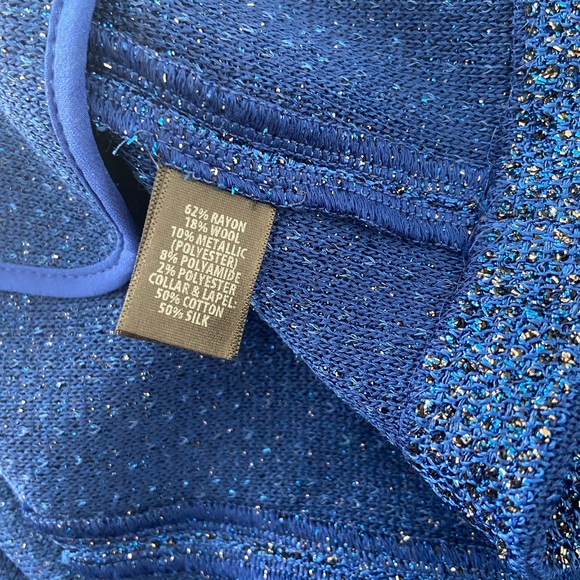 62% RAYON
18% WOOL
10% METALLIC
(POLYESTER)
8% POLYAMIDE
2% POLYESTER
COLLAR & LAPEL:
50% COTTON
50% SILK